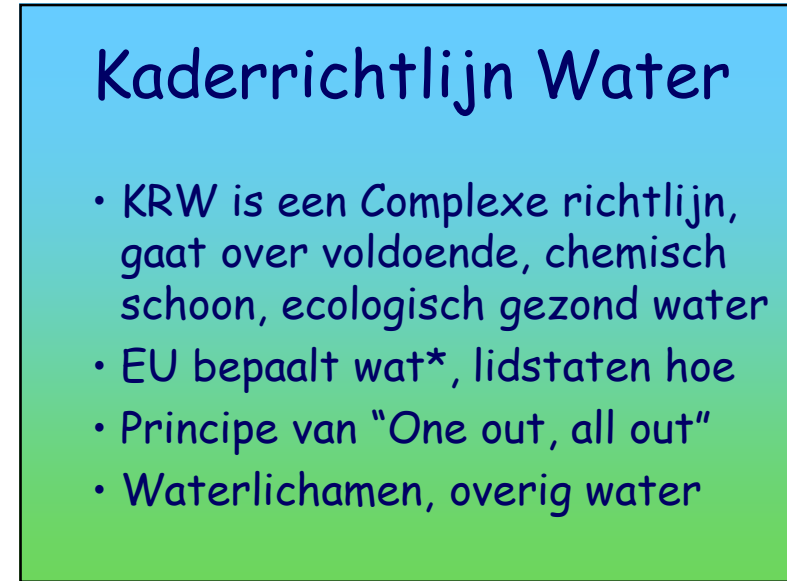 Kaderrichtlijn Water
• KRW is een Complexe richtlijn,
gaat over voldoende, chemisch
schoon, ecologisch gezond water
• EU bepaalt wat*, lidstaten hoe
• Principe van “One out, all out”
• Waterlichamen, overig water